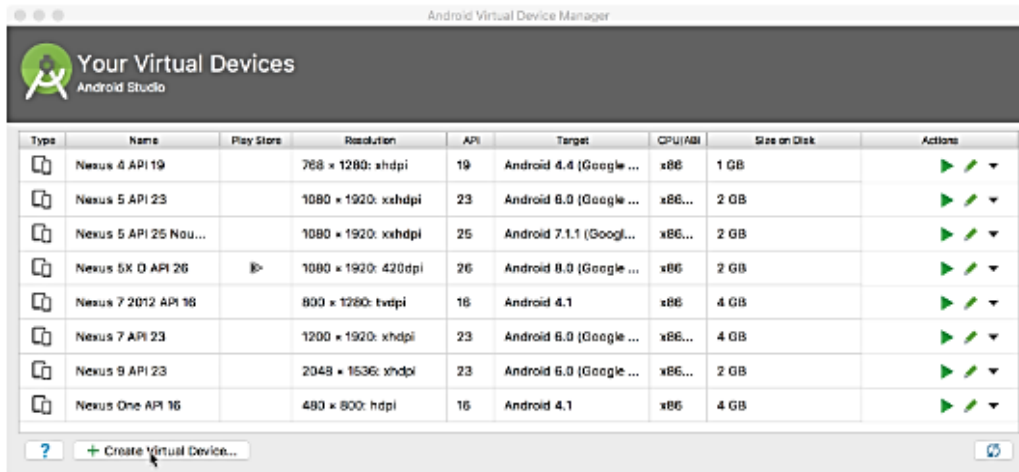 Android Virtual Device Manager
Your Virtual Devices
Android Studio
Type Name Play Store Resolution API Target CPU/ABI Size on Disk Actions
Nexus 4 API 19 768 × 1280: xhdpi 19 Android 4.4 (Google ... x86 1 GB
Nexus 5 API 23 1080 × 1920: xxhdpi 23 Android 6.0 (Google ... x86... 2 GB
Nexus 5 API 25 Nou... 1080 × 1920: xxhdpi 25 Android 7.1.1 (Googl... x86... 2 GB
Nexus 5X O API 26 1080 × 1920: 420dpi 26 Android 8.0 (Google ... x86 2 GB
Nexus 7 2012 API 16 800 × 1280: tvdpi 16 Android 4.1 x86 4 GB
Nexus 7 API 23 1200 × 1920: xhdpi 23 Android 6.0 (Google ... x86... 4 GB
Nexus 9 API 23 2048 × 1536: xhdpi 23 Android 6.0 (Google ... x86... 2 GB
Nexus One API 16 480 × 800: hdpi 16 Android 4.1 x86 4 GB
? + Create Virtual Device...